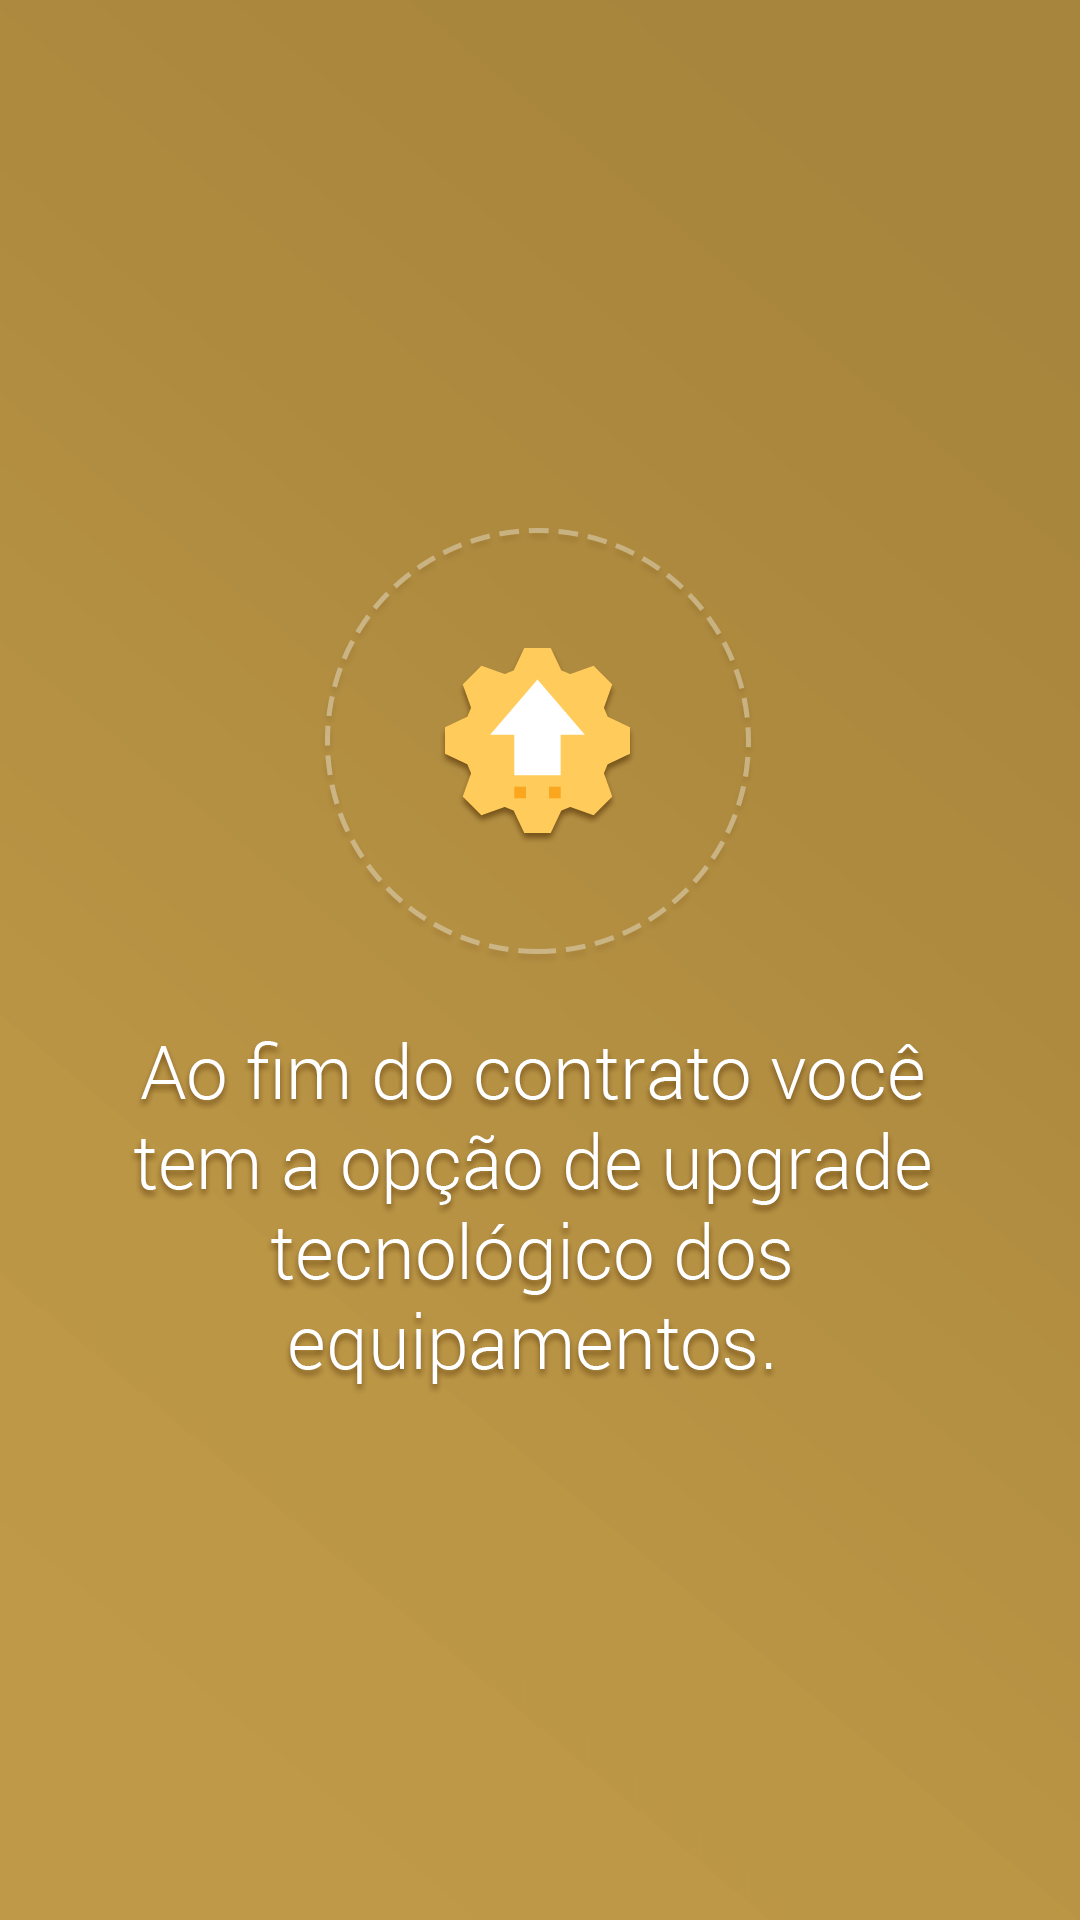 Ao fim do contrato você
tem a opção de upgrade
tecnológico dos
equipamentos.